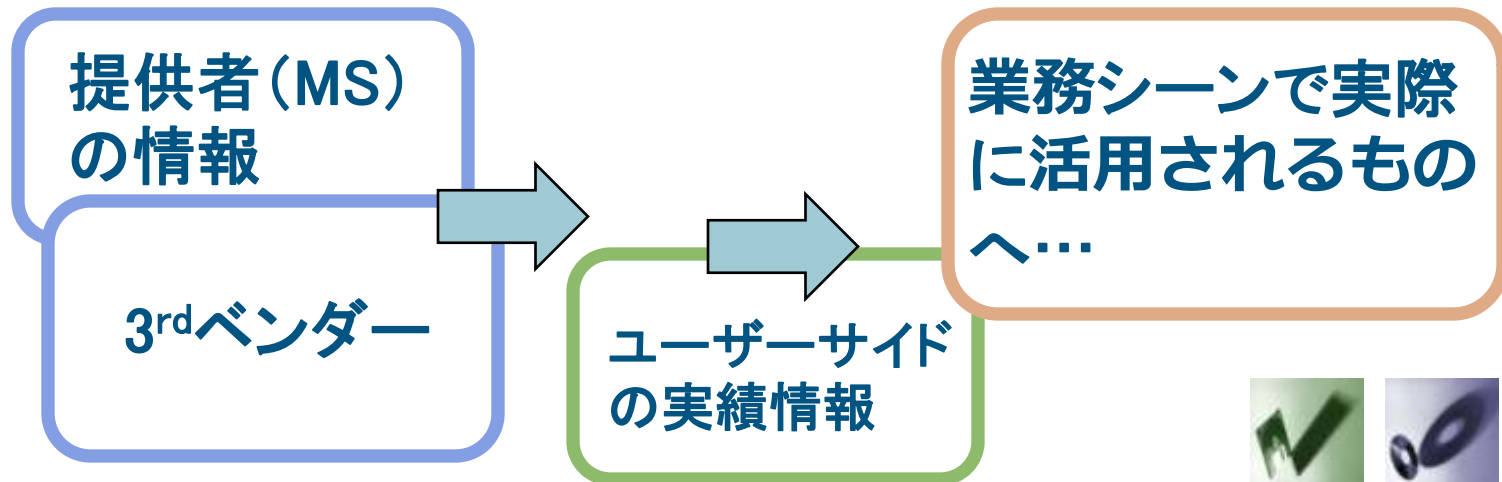 提供者(MS)
の情報
3rdベンダー
ユーザーサイド
の実績情報
業務シーンで実際
に活用されるもの
へ…